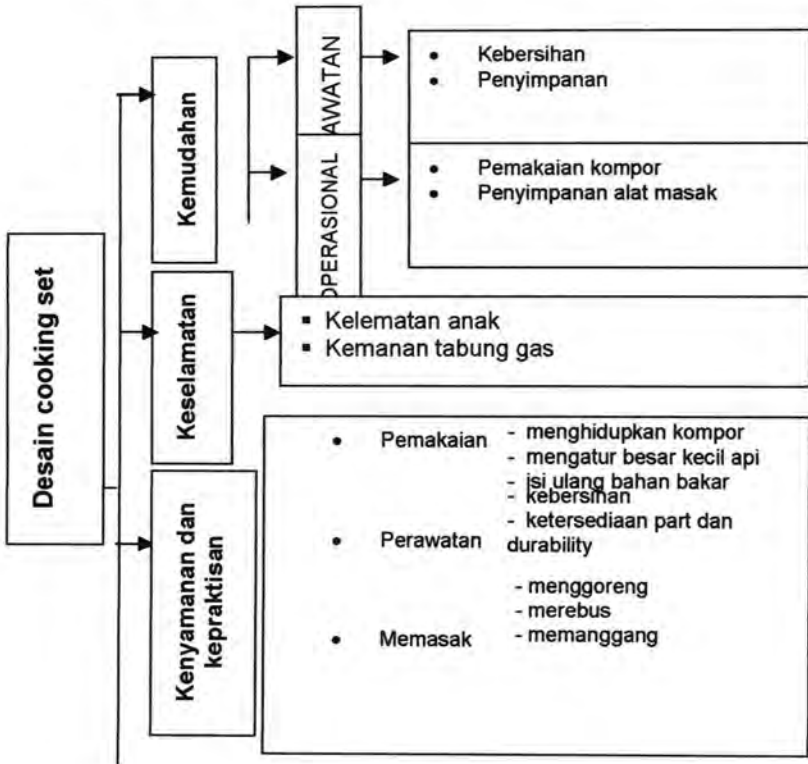 Desain cooking set
Kemudahan
AWATAN
• Kebersihan
• Penyimpanan
OPERASIONAL
• Pemakaian kompor
• Penyimpanan alat masak
Keselamatan
▪ Kelematan anak
▪ Kemanan tabung gas
Kenyamanan dan
kepraktisan
• Pemakaian
- menghidupkan kompor
- mengatur besar kecil api
- isi ulang bahan bakar
• Perawatan
- kebersihan
- ketersediaan part dan
durability
• Memasak
- menggoreng
- merebus
- memanggang